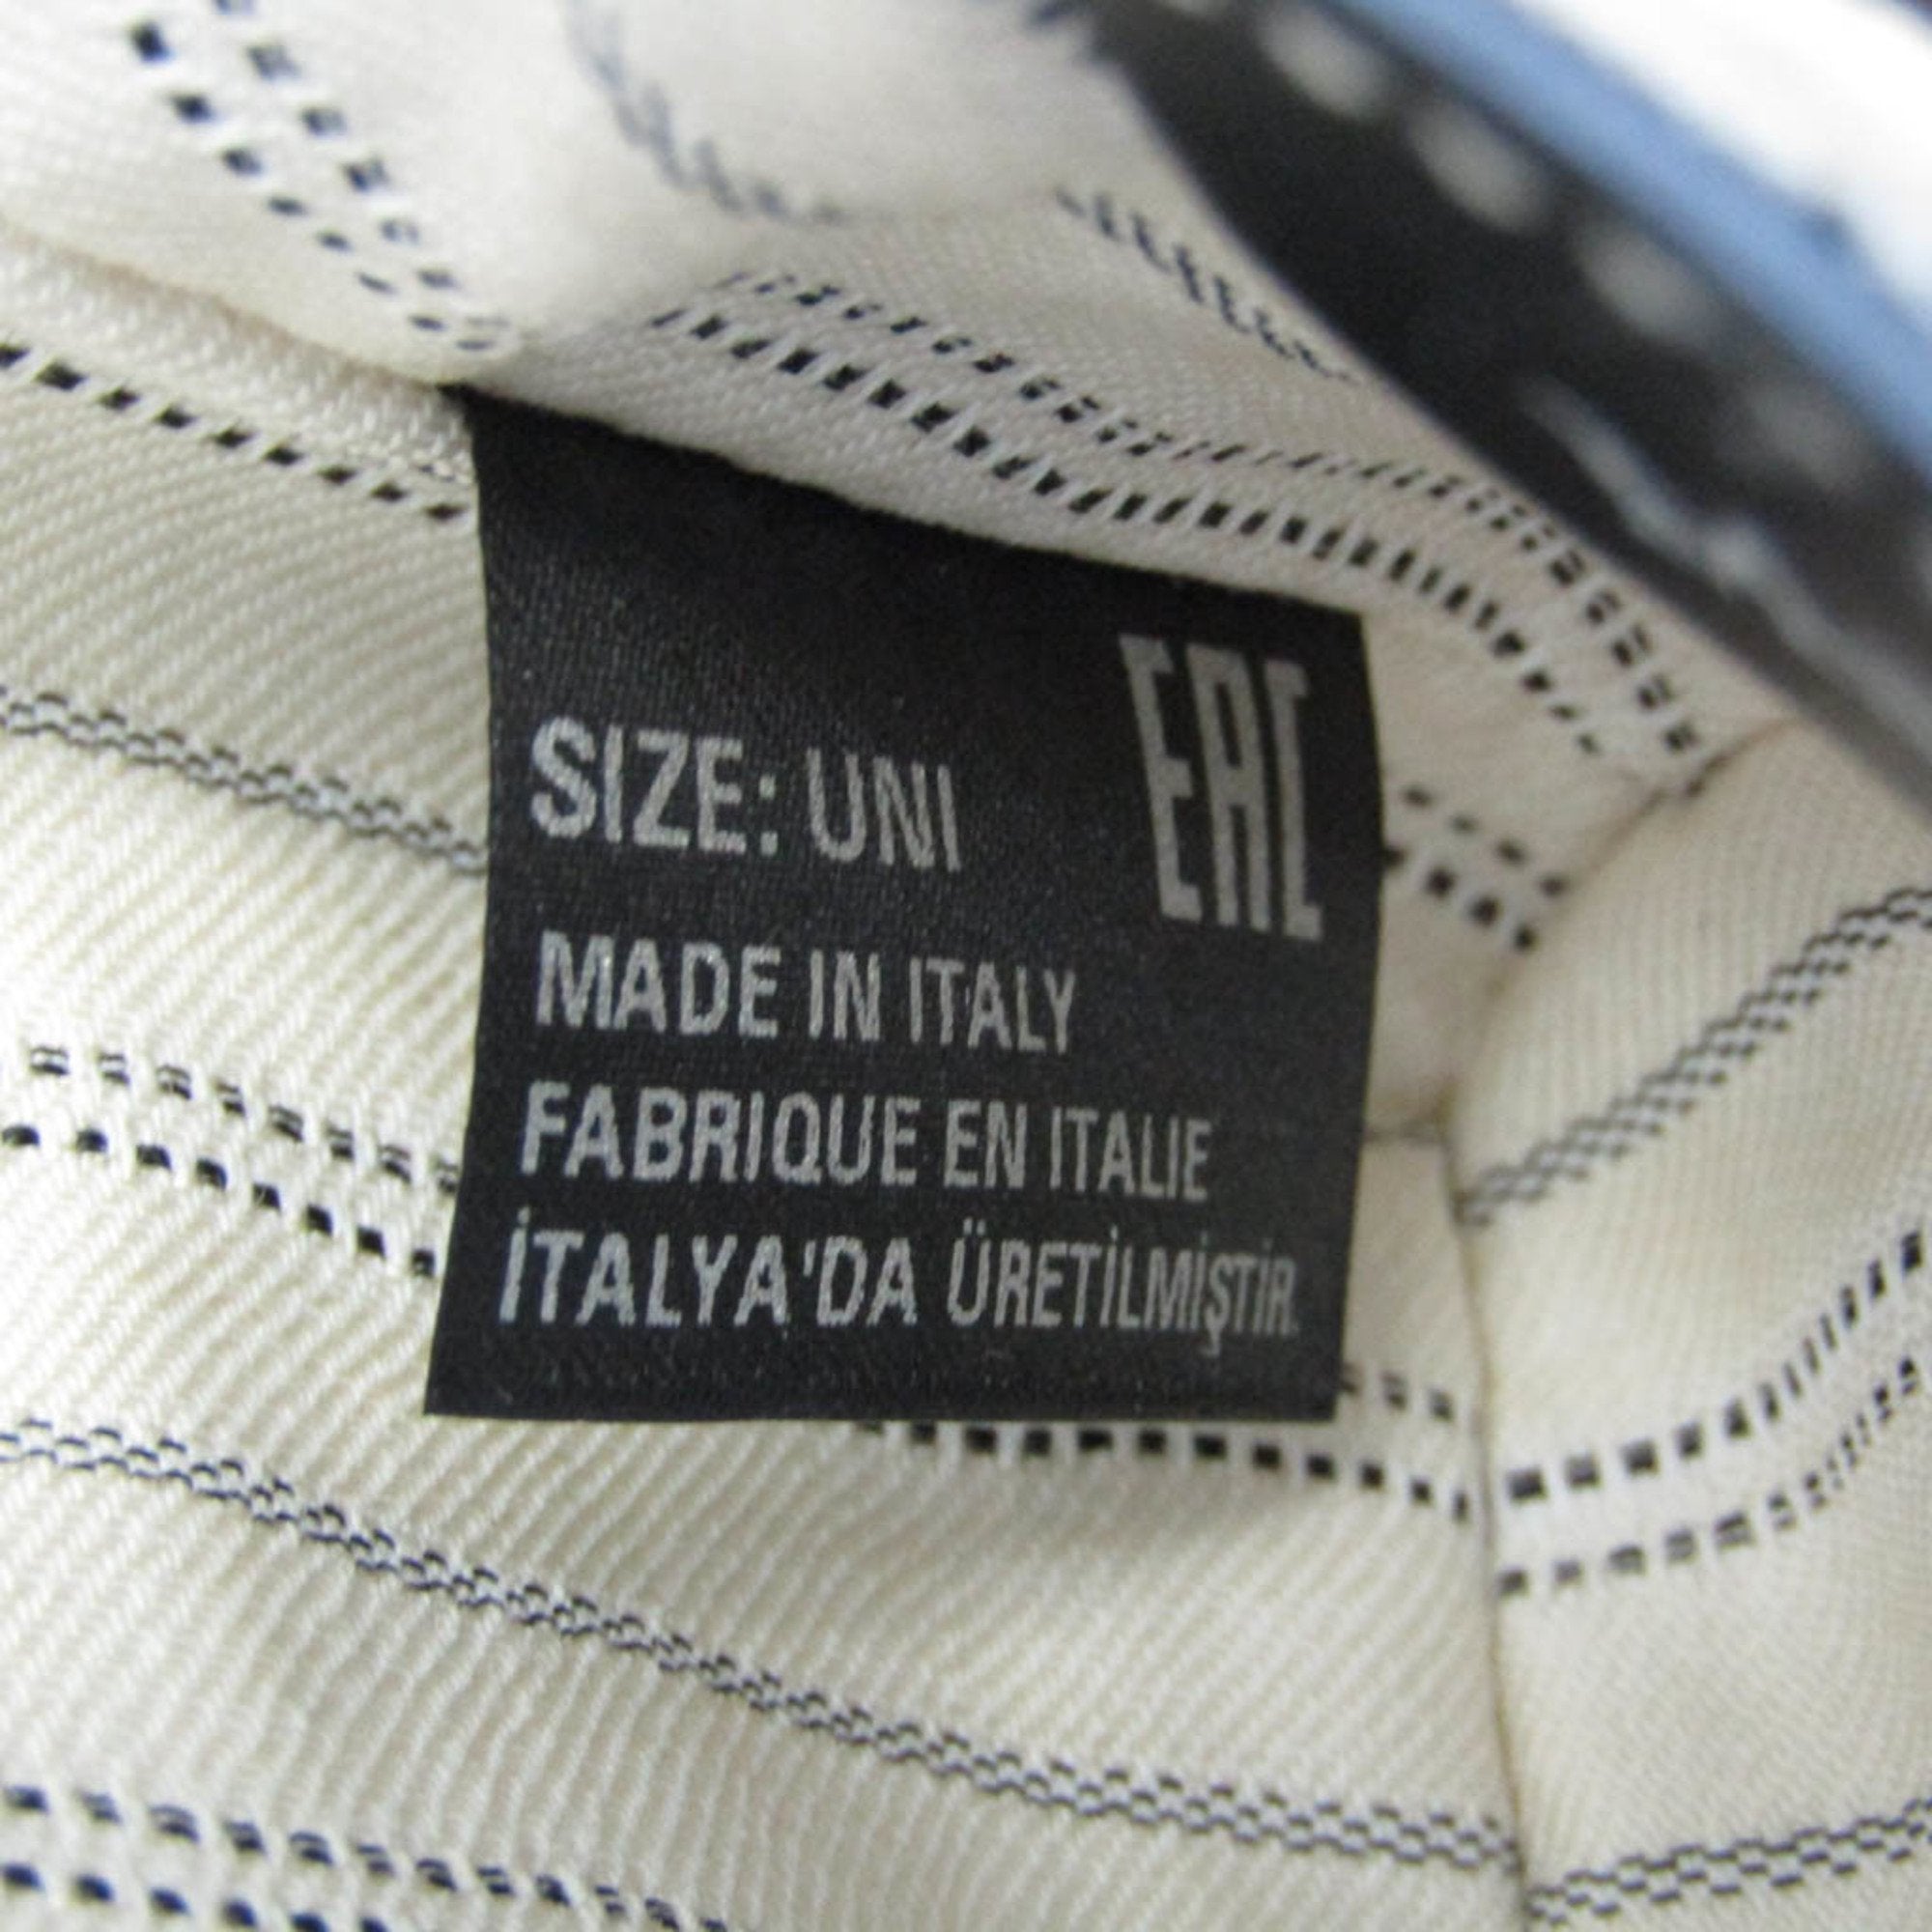 EAC
SIZE: UNI
MADE IN ITALY
FABRIQUE EN ITALIE
İTALYA'DA ÜRETİLMİŞTİR.